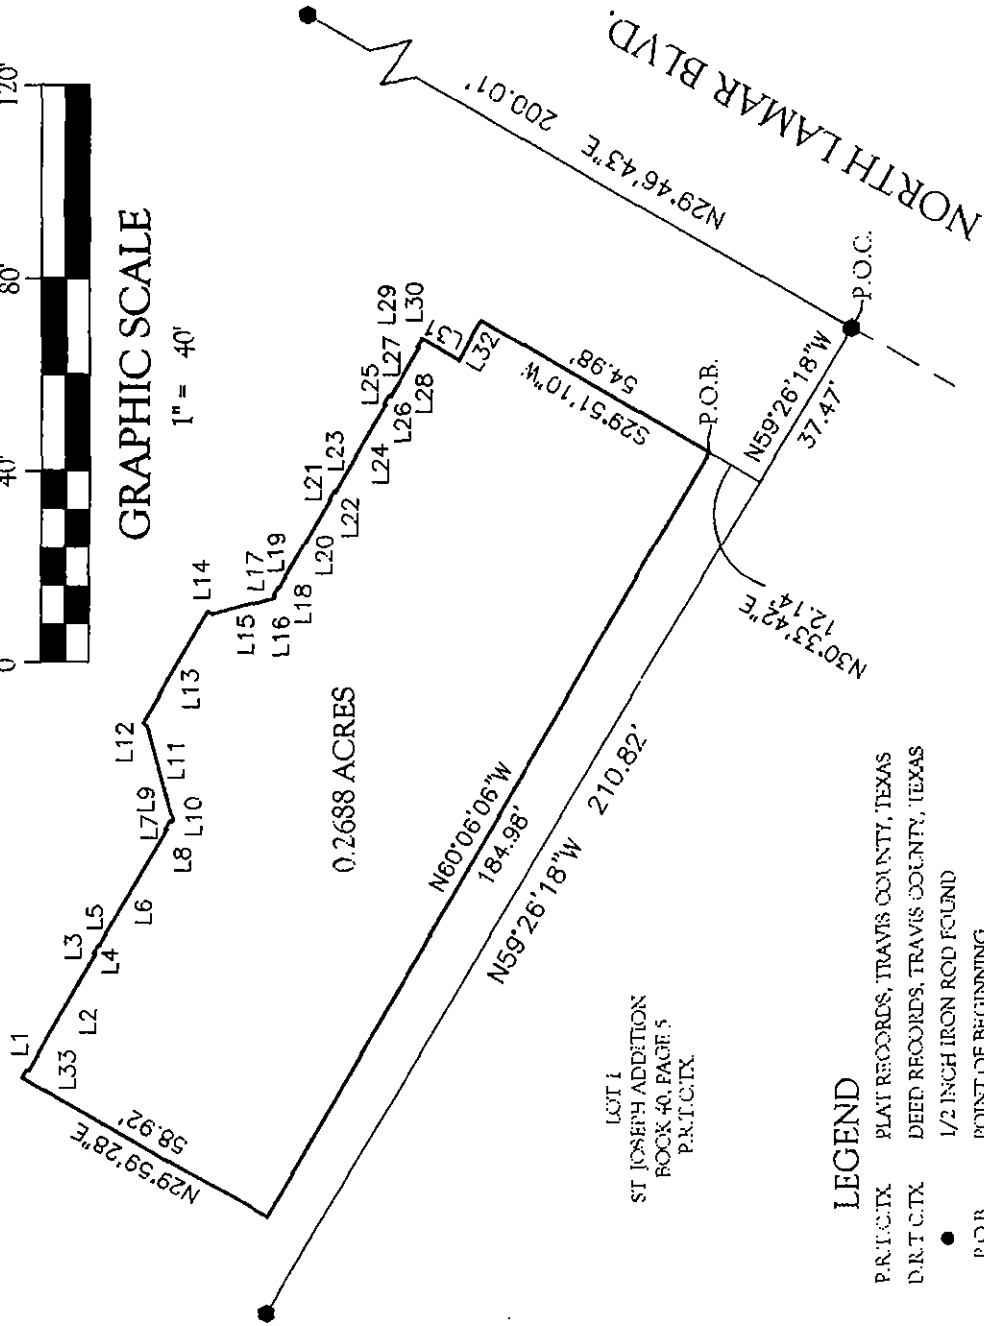 0 40' 80' 120'
GRAPHIC SCALE
1" = 40'
NORTH LAMAR BLVD.
N29°46'43"E 200.01'
P.O.C.
N59°26'18"W
37.47'
P.O.B.
S29°51'10"W
54.98'
N30°33'42"E
12.14'
N60°06'06"W
184.98'
N59°26'18"W 210.82'
N29°59'28"E
58.92'
0.2688 ACRES
L1
L33
L2
L3
L4
L5
L6
L7
L8
L9
L10
L11
L12
L13
L14
L15
L16
L17
L18
L19
L20
L21
L22
L23
L24
L25
L26
L27
L28
L29
L30
L31
L32
LOT 1
ST JOSEPH ADDITION
BOOK 40, PAGE 5
P.R.T.C.TX.
LEGEND
P.R.T.C.TX PLAT RECORDS, TRAVIS COUNTY, TEXAS
D.R.T.C.TX DEED RECORDS, TRAVIS COUNTY, TEXAS
1/2 INCH IRON ROD FOUND
P.O.B. POINT OF BEGINNING